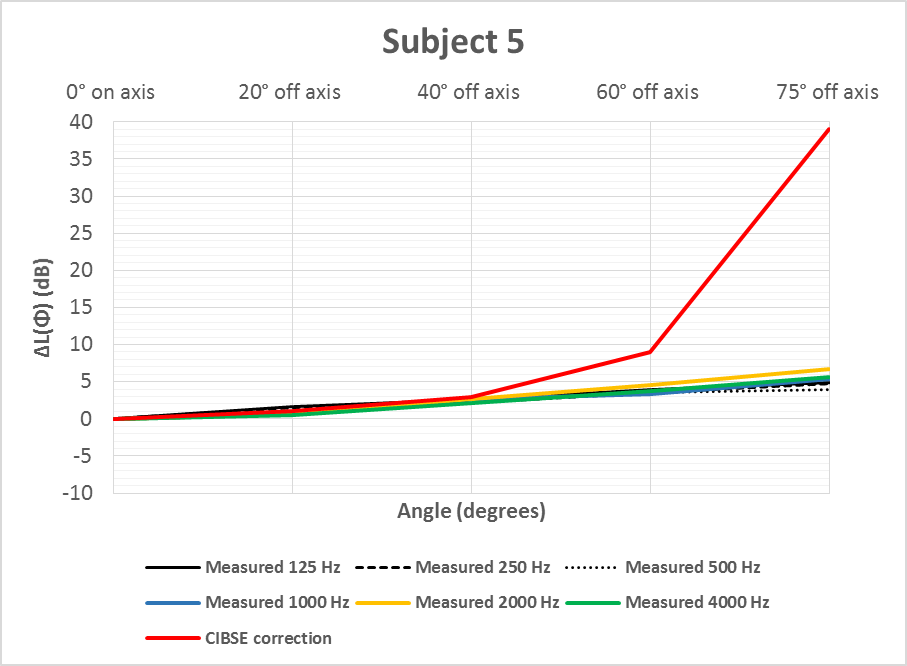 Subject 5
0° on axis 20° off axis 40° off axis 60° off axis 75° off axis
40
35
30
25
20
15
10
5
0
-5
-10
ΔL(Φ) (dB)
Angle (degrees)
Measured 125 Hz Measured 250 Hz Measured 500 Hz
Measured 1000 Hz Measured 2000 Hz Measured 4000 Hz
CIBSE correction